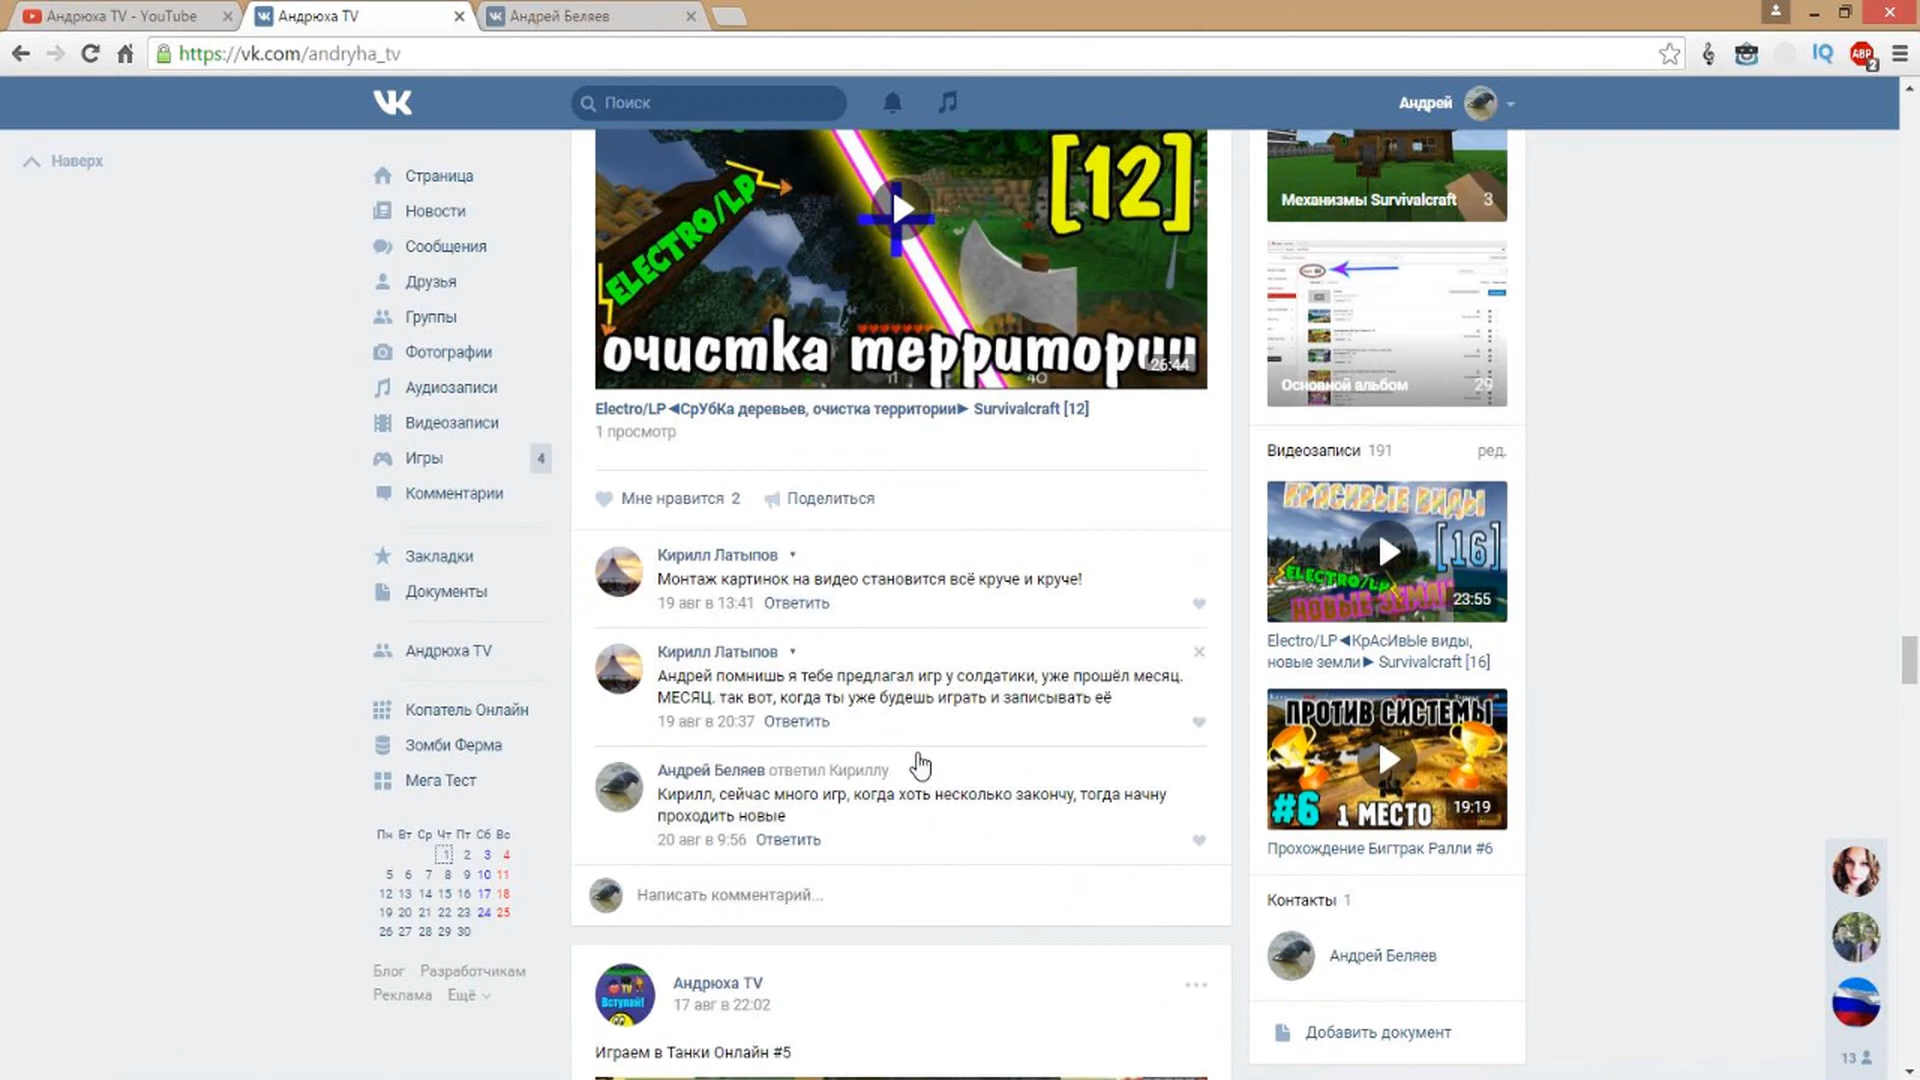 Андрюха TV - YouTube
Андрюха TV
Андрей Беляев
https://vk.com/andryha_tv
IQ
ABP
2
Поиск
Андрей
Наверх
Страница
Новости
Сообщения
Друзья
Группы
Фотографии
Аудиозаписи
Видеозаписи
Игры 4
Комментарии
Закладки
Документы
Андрюха TV
Копатель Онлайн
Зомби Ферма
Мега Тест
Пн Вт Ср Чт Пт Сб Вс
1 2 3 4
5 6 7 8 9 10 11
12 13 14 15 16 17 18
19 20 21 22 23 24 25
26 27 28 29 30
Блог Разработчикам
Реклама Ещё
ELECTRO/LP
[12]
очистка территории
26:44
11 40
Electro/LP◄СрУбКа деревьев, очистка территории► Survivalcraft [12]
1 просмотр
Мне нравится 2 Поделиться
Кирилл Латыпов
Монтаж картинок на видео становится всё круче и круче!
19 авг в 13:41 Ответить
Кирилл Латыпов
Андрей помнишь я тебе предлагал игр у солдатики, уже прошёл месяц.
МЕСЯЦ. так вот, когда ты уже будешь играть и записывать её
19 авг в 20:37 Ответить
Андрей Беляев ответил Кириллу
Кирилл, сейчас много игр, когда хоть несколько закончу, тогда начну
проходить новые
20 авг в 9:56 Ответить
Написать комментарий...
Андрюха TV
17 авг в 22:02
TV
Вступай!
Играем в Танки Онлайн #5
Механизмы Survivalcraft 3
Основной альбом 29
Видеозаписи 191 ред.
КРАСИВЫЕ ВИДЫ
[16]
ELECTRO/LP
НОВЫЕ ЗЕМЛИ
23:55
Electro/LP◄КрАсИвЫе виды,
новые земли► Survivalcraft [16]
ПРОТИВ СИСТЕМЫ
#6 1 МЕСТО
19:19
Прохождение Бигтрак Ралли #6
Контакты 1
Андрей Беляев
Добавить документ
13